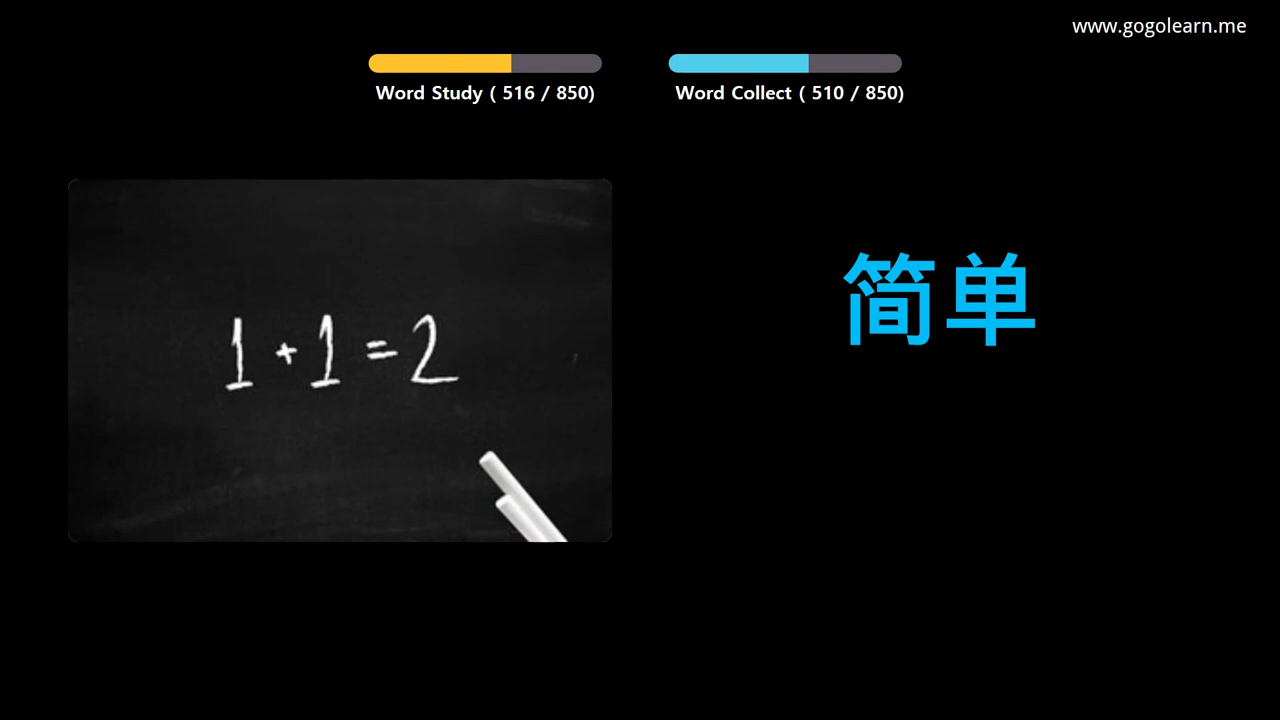 www.gogolearn.me
Word Study ( 516 / 850)
Word Collect ( 510 / 850)
简单
1 + 1 = 2